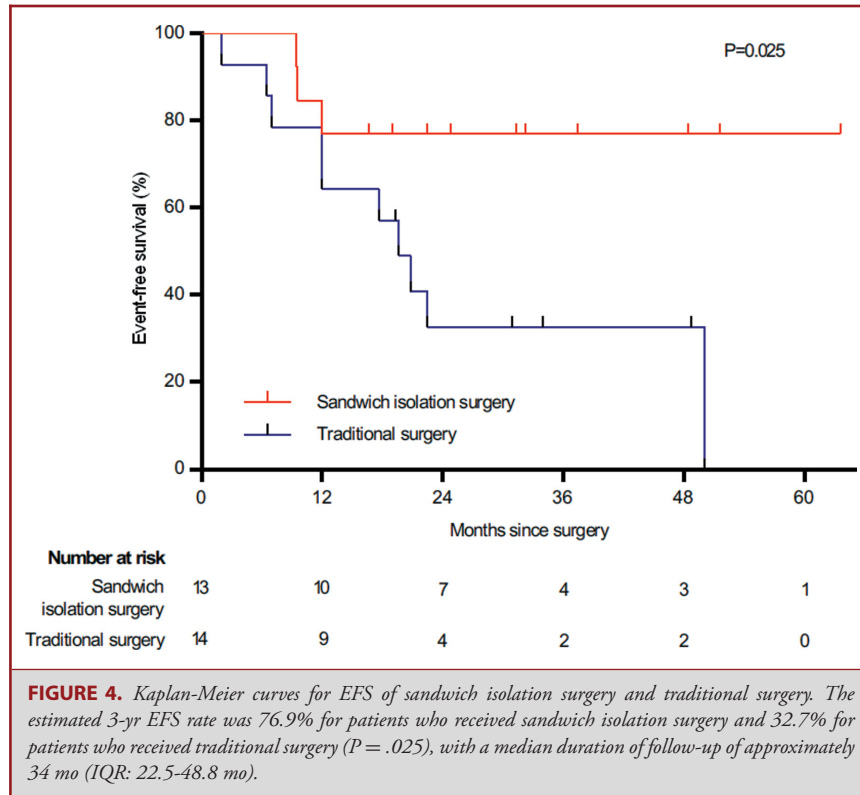 100
P=0.025
80
60
40
20
0
Event-free survival (%)
Sandwich isolation surgery
Traditional surgery
0 12 24 36 48 60
Months since surgery
Number at risk
Sandwich
isolation surgery 13 10 7 4 3 1
Traditional surgery 14 9 4 2 2 0
FIGURE 4. Kaplan-Meier curves for EFS of sandwich isolation surgery and traditional surgery. The
estimated 3-yr EFS rate was 76.9% for patients who received sandwich isolation surgery and 32.7% for
patients who received traditional surgery (P = .025), with a median duration of follow-up of approximately
34 mo (IQR: 22.5-48.8 mo).